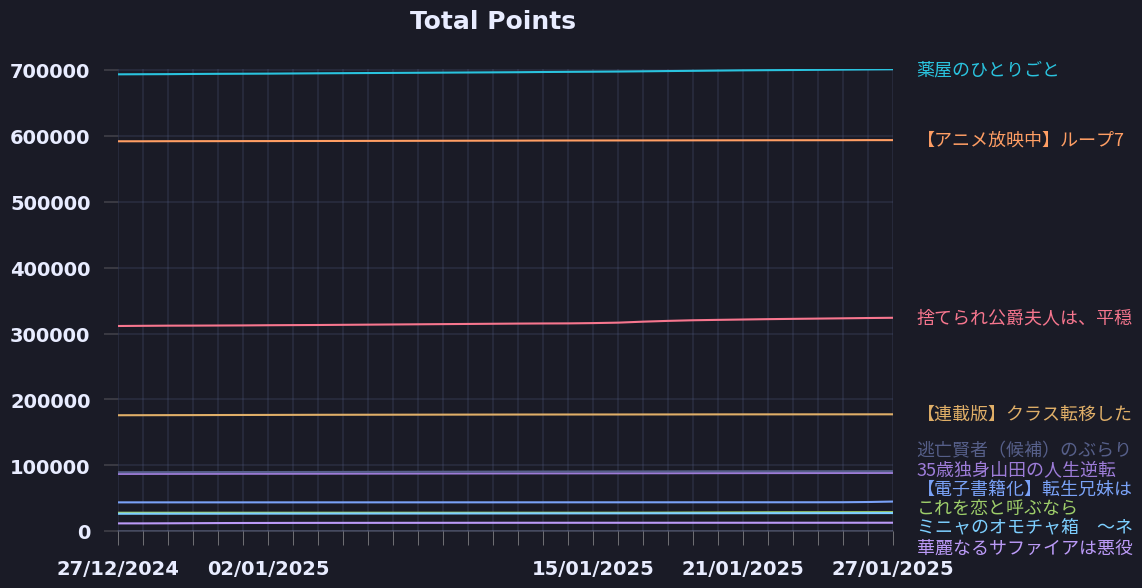 Total Points
700000
600000
500000
400000
300000
200000
100000
0
27/12/2024
02/01/2025
15/01/2025
21/01/2025
27/01/2025
薬屋のひとりごと
【アニメ放映中】ループ7
捨てられ公爵夫人は、平穏
【連載版】クラス転移した
逃亡賢者（候補）のぶらり
35歳独身山田の人生逆転
【電子書籍化】転生兄妹は
これを恋と呼ぶなら
ミニャのオモチャ箱　～ネ
華麗なるサファイアは悪役